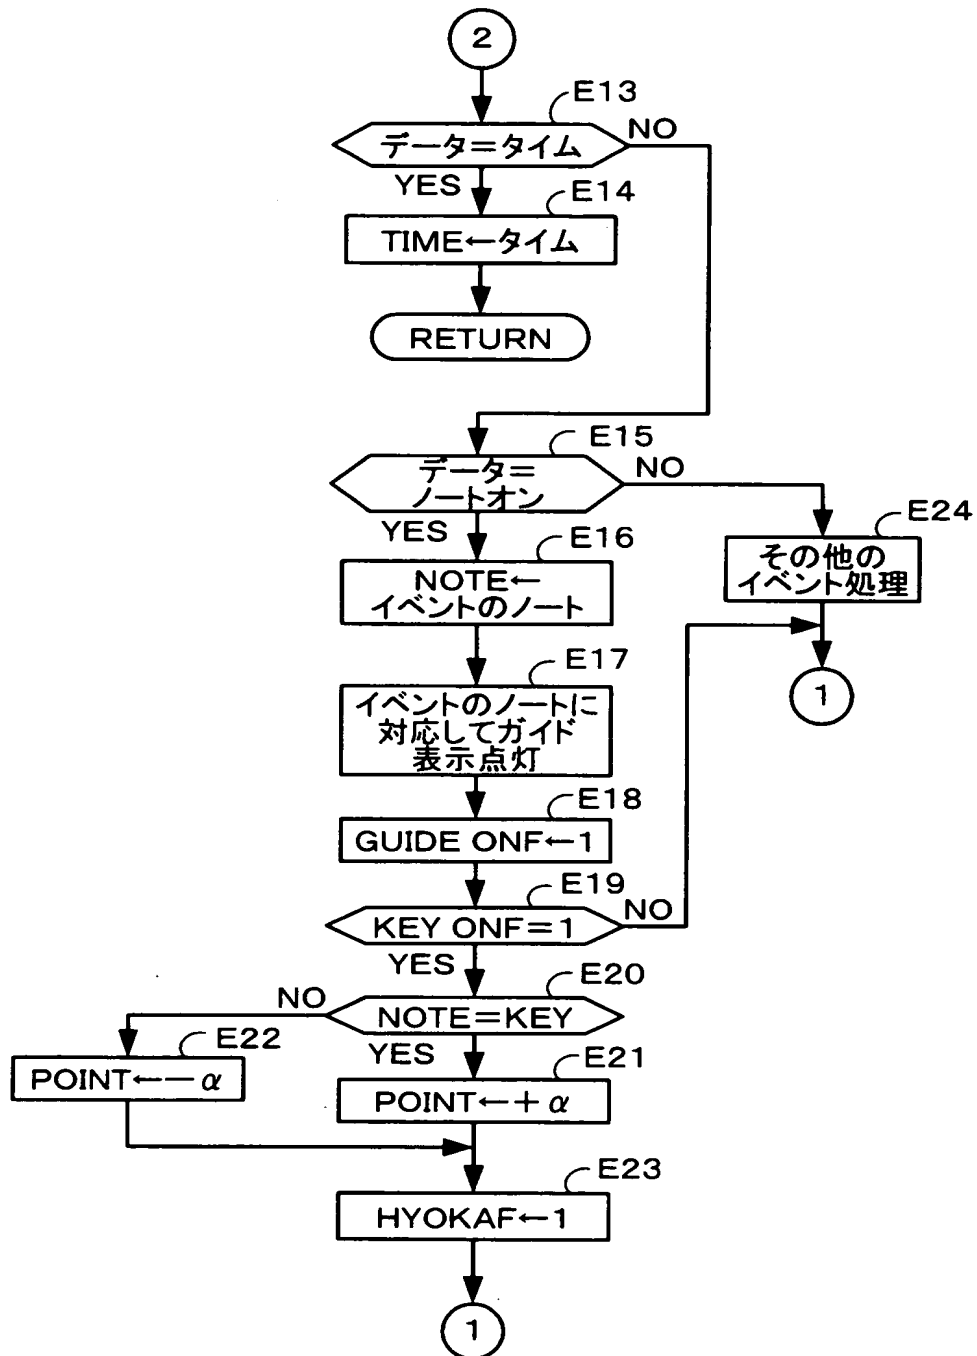 2
E13
データ=タイム
NO
YES
E14
TIME←タイム
RETURN
E15
データ=
ノートオン
NO
YES
E16
E24
NOTE←
イベントのノート
その他の
イベント処理
E17
イベントのノートに
対応してガイド
表示点灯
1
E18
GUIDE ONF←1
E19
KEY ONF=1
NO
YES
E20
NOTE=KEY
NO
YES
E22
POINT←−α
E21
POINT←+α
E23
HYOKAF←1
1